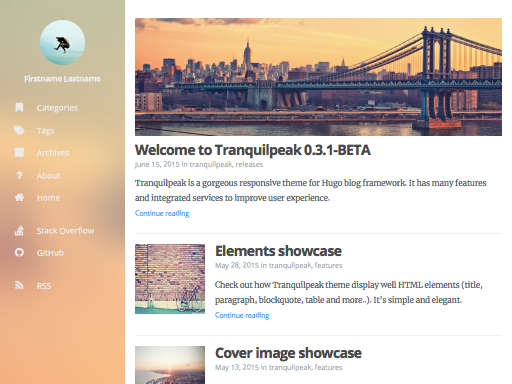 Firstname Lastname
Categories
Tags
Archives
About
Home
Stack Overflow
GitHub
RSS
Welcome to Tranquilpeak 0.3.1-BETA
June 15, 2015 in tranquilpeak, releases
Tranquilpeak is a gorgeous responsive theme for Hugo blog framework. It has many features
and integrated services to improve user experience.
Continue reading
Elements showcase
May 28, 2015 in tranquilpeak, features
Check out how Tranquilpeak theme display well HTML elements (title,
paragraph, blockquote, table and more..). It's simple and elegant.
Continue reading
Cover image showcase
May 13, 2015 in tranquilpeak, features